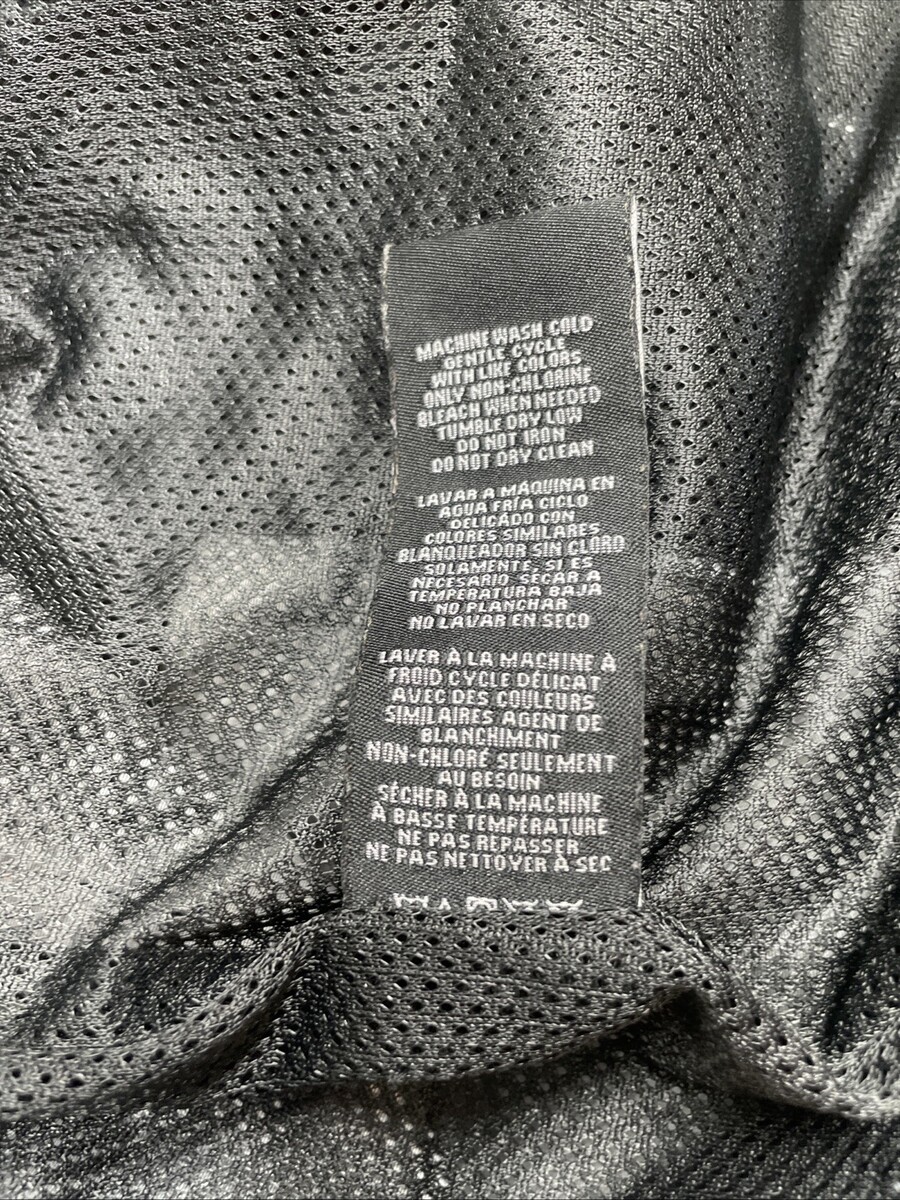 MACHINE WASH COLD
GENTLE CYCLE
WITH LIKE COLORS
ONLY NON-CHLORINE
BLEACH WHEN NEEDED
TUMBLE DRY LOW
DO NOT IRON
DO NOT DRY CLEAN
LAVAR A MÁQUINA EN
AGUA FRÍA CICLO
DELICADO CON
COLORES SIMILARES
BLANQUEADOR SIN CLORO
SOLAMENTE, SI ES
NECESARIO SECAR A
TEMPERATURA BAJA
NO PLANCHAR
NO LAVAR EN SECO
LAVER À LA MACHINE À
FROID CYCLE DÉLICAT
AVEC DES COULEURS
SIMILAIRES AGENT DE
BLANCHIMENT
NON-CHLORÉ SEULEMENT
AU BESOIN
SÉCHER À LA MACHINE
À BASSE TEMPÉRATURE
NE PAS REPASSER
NE PAS NETTOYER À SEC